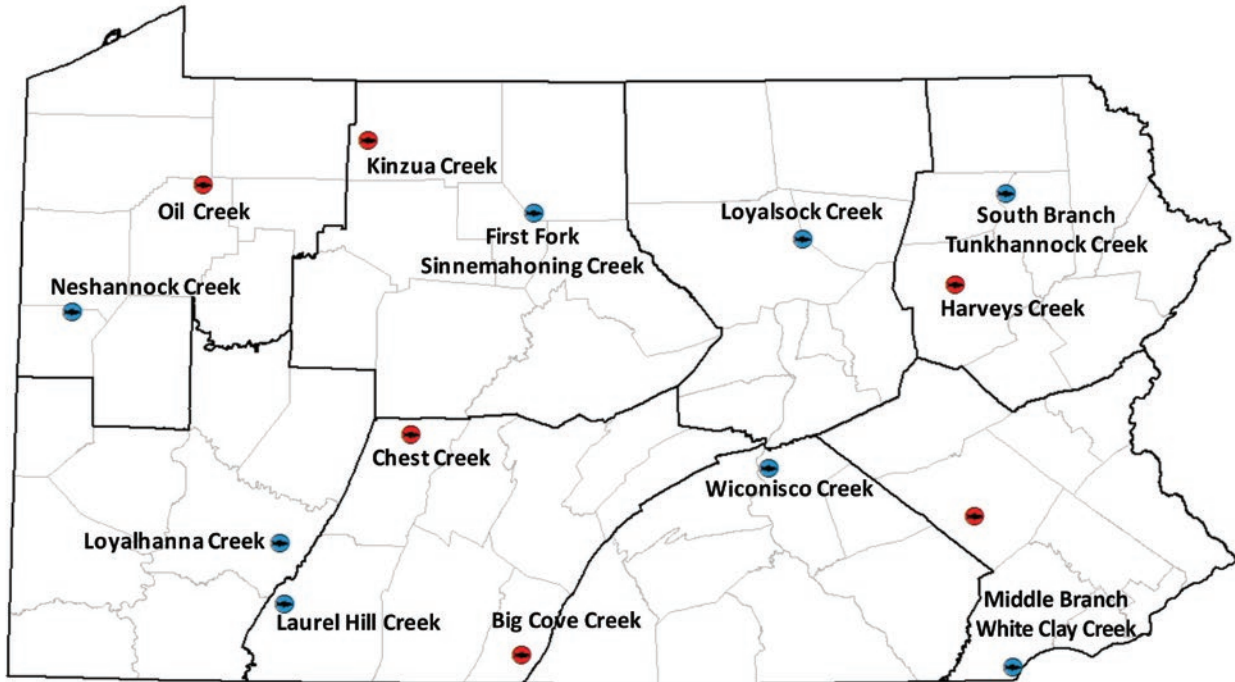 Kinzua Creek
Oil Creek
First Fork
Sinnemahoning Creek
Loyalsock Creek
South Branch
Tunkhannock Creek
Neshannock Creek
Harveys Creek
Chest Creek
Wiconisco Creek
Loyalhanna Creek
Laurel Hill Creek
Big Cove Creek
Middle Branch
White Clay Creek